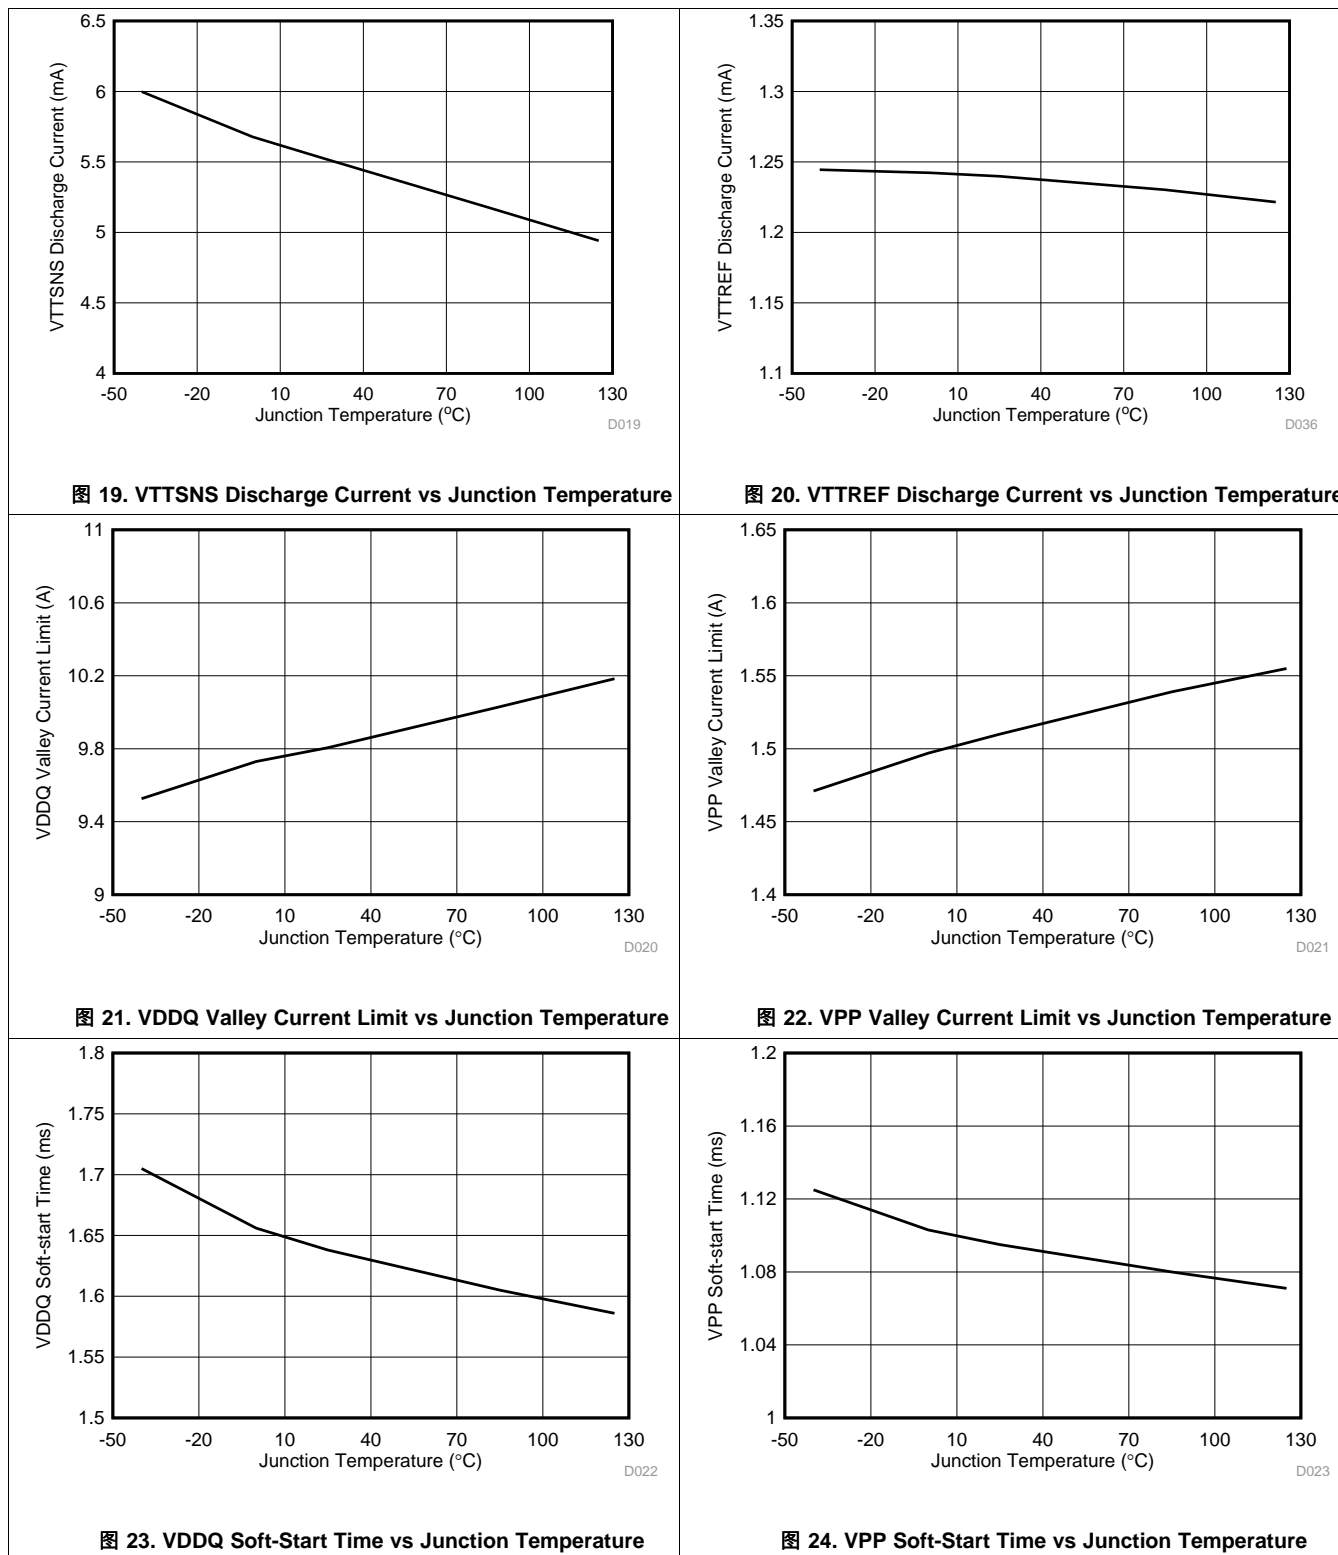 6.5
6
5.5
5
4.5
4
VTTSNS Discharge Current (mA)
-50 -20 10 40 70 100 130
Junction Temperature (°C)
D019
图 19. VTTSNS Discharge Current vs Junction Temperature
1.35
1.3
1.25
1.2
1.15
1.1
VTTREF Discharge Current (mA)
-50 -20 10 40 70 100 130
Junction Temperature (°C)
D036
图 20. VTTREF Discharge Current vs Junction Temperature
11
10.6
10.2
9.8
9.4
9
VDDQ Valley Current Limit (A)
-50 -20 10 40 70 100 130
Junction Temperature (°C)
D020
图 21. VDDQ Valley Current Limit vs Junction Temperature
1.65
1.6
1.55
1.5
1.45
1.4
VPP Valley Current Limit (A)
-50 -20 10 40 70 100 130
Junction Temperature (°C)
D021
图 22. VPP Valley Current Limit vs Junction Temperature
1.8
1.75
1.7
1.65
1.6
1.55
1.5
VDDQ Soft-start Time (ms)
-50 -20 10 40 70 100 130
Junction Temperature (°C)
D022
图 23. VDDQ Soft-Start Time vs Junction Temperature
1.2
1.16
1.12
1.08
1.04
1
VPP Soft-start Time (ms)
-50 -20 10 40 70 100 130
Junction Temperature (°C)
D023
图 24. VPP Soft-Start Time vs Junction Temperature